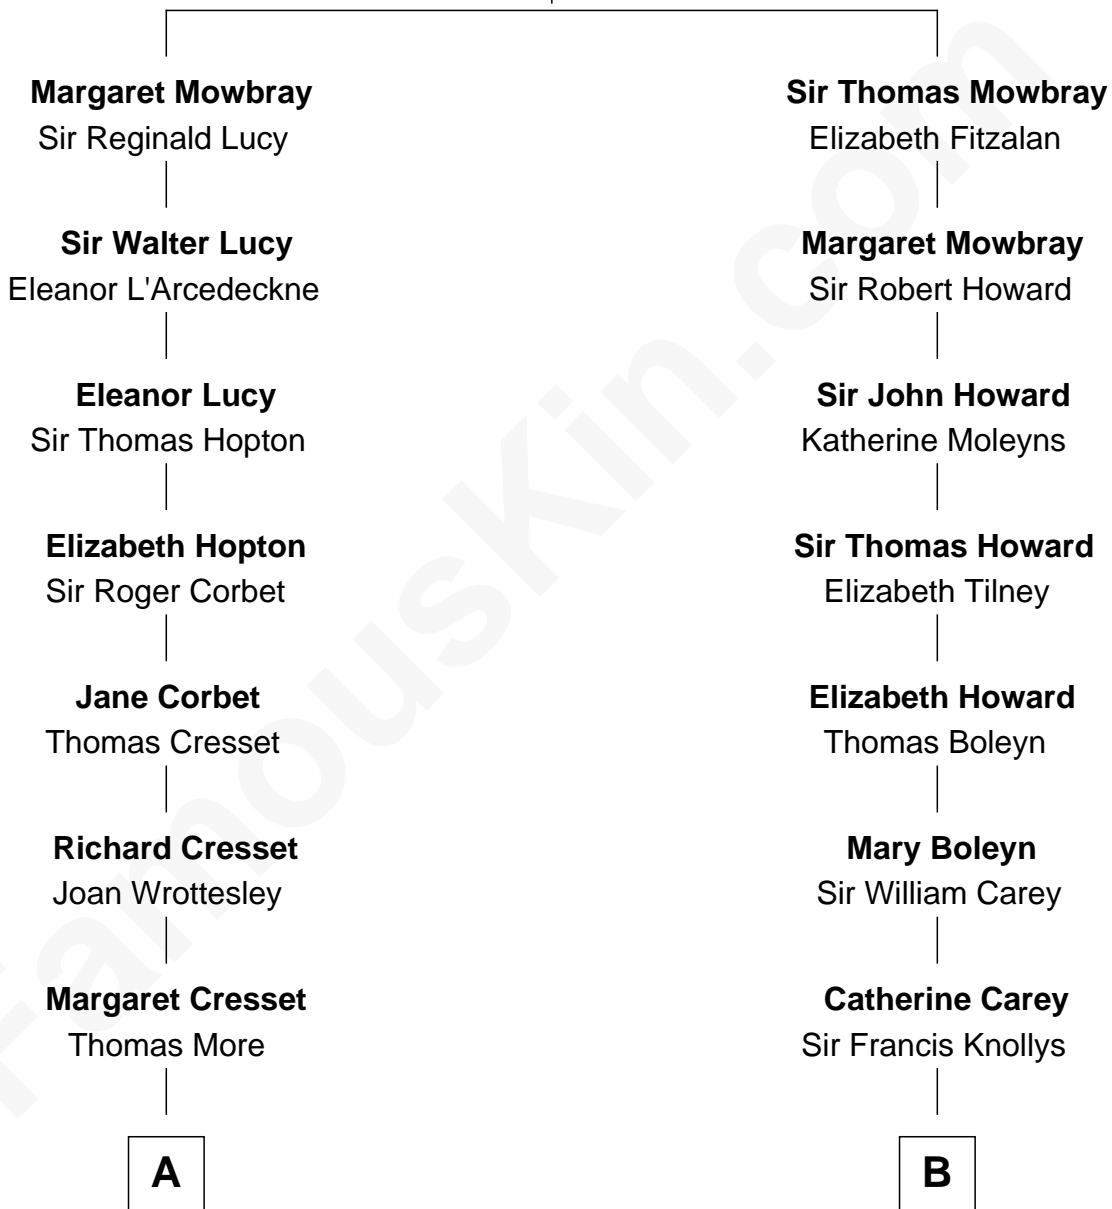 Margaret Mowbray
Sir Reginald Lucy
Sir Thomas Mowbray
Elizabeth Fitzalan
Sir Walter Lucy
Eleanor L'Arcedeckne
Margaret Mowbray
Sir Robert Howard
Eleanor Lucy
Sir Thomas Hopton
Sir John Howard
Katherine Moleyns
Elizabeth Hopton
Sir Roger Corbet
Sir Thomas Howard
Elizabeth Tilney
Jane Corbet
Thomas Cresset
Elizabeth Howard
Thomas Boleyn
Richard Cresset
Joan Wrottesley
Mary Boleyn
Sir William Carey
Margaret Cresset
Thomas More
Catherine Carey
Sir Francis Knollys
A
B
FamousKin.com